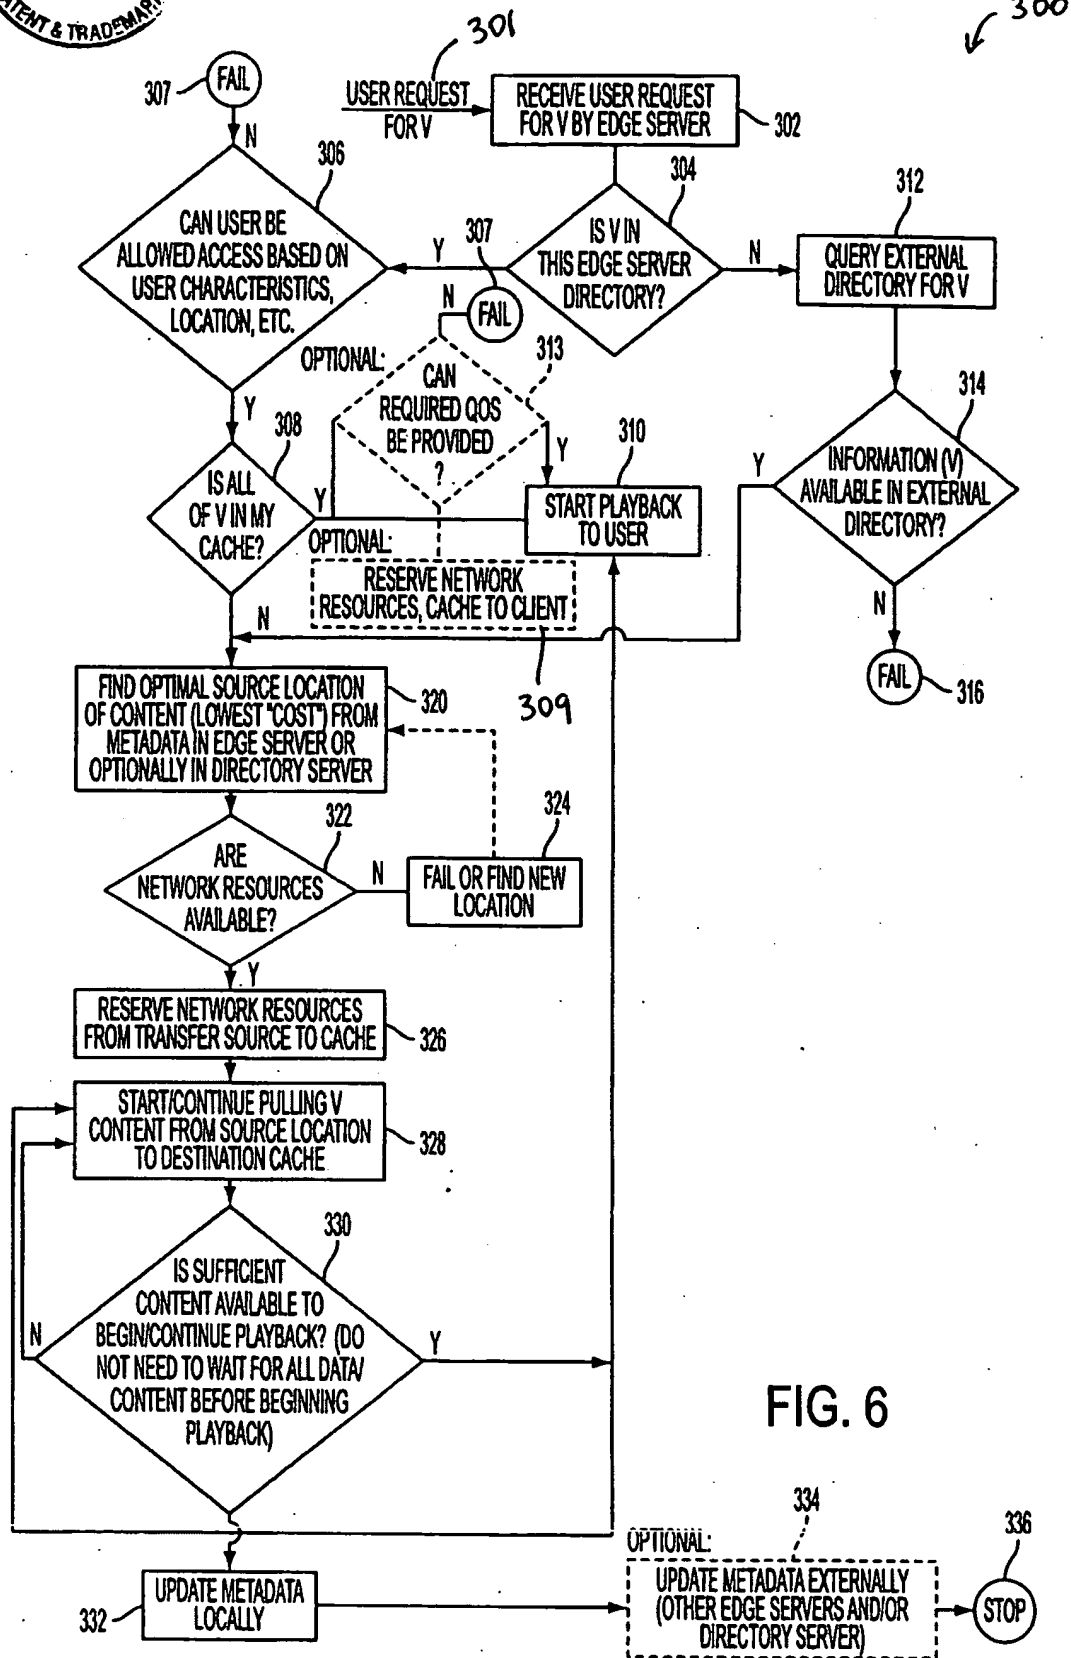 PATENT & TRADEMARK
301
300
307
FAIL
USER REQUEST
FOR V
RECEIVE USER REQUEST
FOR V BY EDGE SERVER
302
N
306
304
312
CAN USER BE
ALLOWED ACCESS BASED ON
USER CHARACTERISTICS,
LOCATION, ETC.
Y
307
IS V IN
THIS EDGE SERVER
DIRECTORY?
N
QUERY EXTERNAL
DIRECTORY FOR V
N
FAIL
OPTIONAL:
313
CAN
REQUIRED QOS
BE PROVIDED
?
Y
308
Y
310
314
IS ALL
OF V IN MY
CACHE?
Y
START PLAYBACK
TO USER
Y
INFORMATION (V)
AVAILABLE IN EXTERNAL
DIRECTORY?
OPTIONAL:
RESERVE NETWORK
RESOURCES, CACHE TO CLIENT
N
N
309
FAIL
316
FIND OPTIMAL SOURCE LOCATION
OF CONTENT (LOWEST "COST") FROM
METADATA IN EDGE SERVER OR
OPTIONALLY IN DIRECTORY SERVER
320
322
324
ARE
NETWORK RESOURCES
AVAILABLE?
N
FAIL OR FIND NEW
LOCATION
Y
RESERVE NETWORK RESOURCES
FROM TRANSFER SOURCE TO CACHE
326
START/CONTINUE PULLING V
CONTENT FROM SOURCE LOCATION
TO DESTINATION CACHE
328
330
IS SUFFICIENT
CONTENT AVAILABLE TO
BEGIN/CONTINUE PLAYBACK? (DO
NOT NEED TO WAIT FOR ALL DATA/
CONTENT BEFORE BEGINNING
PLAYBACK)
N
Y
FIG. 6
334
336
OPTIONAL:
UPDATE METADATA
LOCALLY
332
UPDATE METADATA EXTERNALLY
(OTHER EDGE SERVERS AND/OR
DIRECTORY SERVER)
STOP